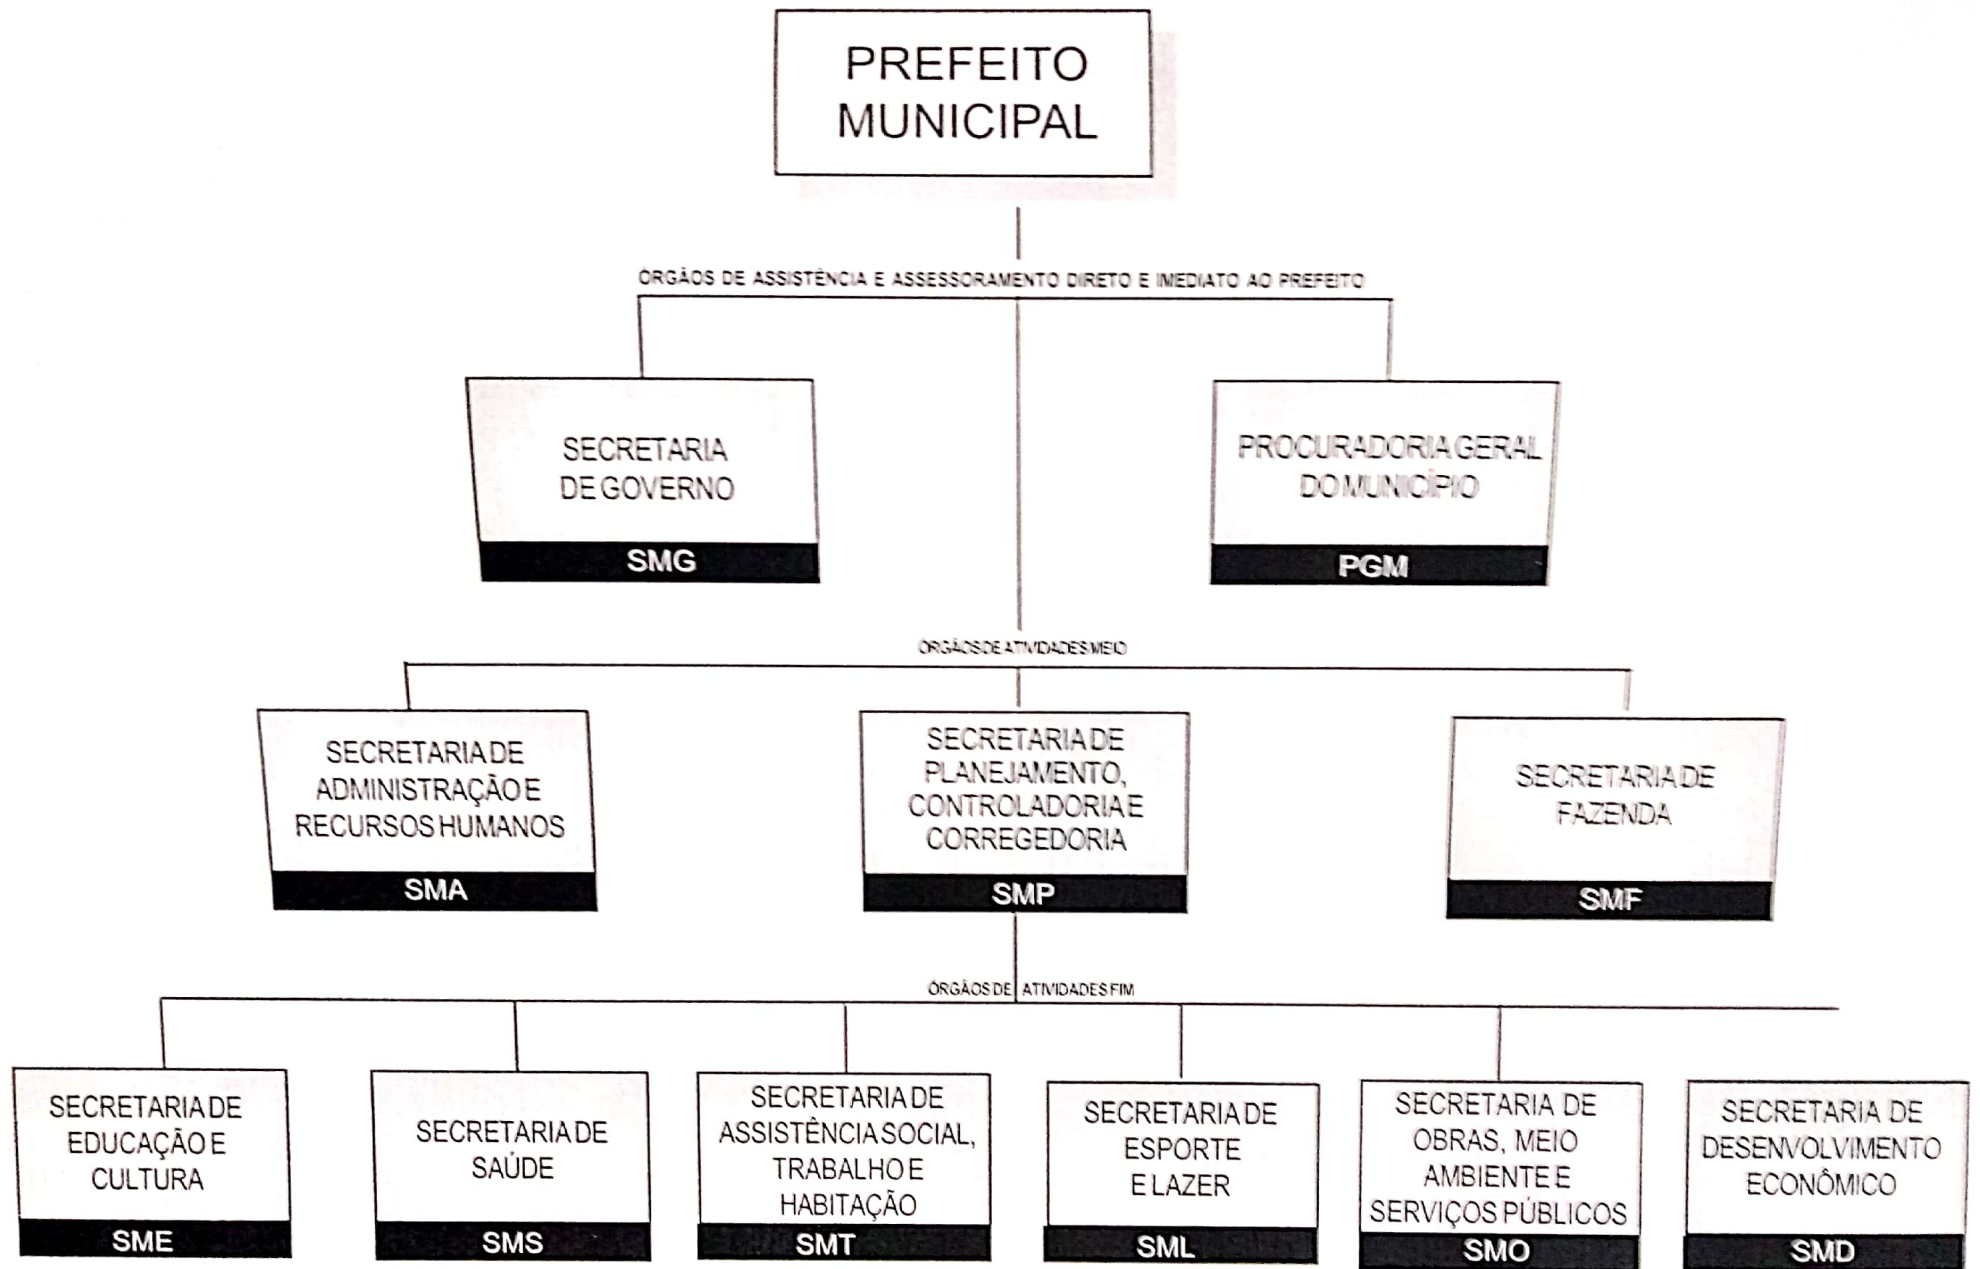 PREFEITO
MUNICIPAL
ÓRGÃOS DE ASSISTÊNCIA E ASSESSORAMENTO DIRETO E IMEDIATO AO PREFEITO
SECRETARIA
DE GOVERNO
SMG
PROCURADORIA GERAL
DO MUNICÍPIO
PGM
ÓRGÃOS DE ATIVIDADES MEIO
SECRETARIA DE
ADMINISTRAÇÃO E
RECURSOS HUMANOS
SMA
SECRETARIA DE
PLANEJAMENTO,
CONTROLADORIA E
CORREGEDORIA
SMP
SECRETARIA DE
FAZENDA
SMF
ÓRGÃOS DE ATIVIDADES FIM
SECRETARIA DE
EDUCAÇÃO E
CULTURA
SME
SECRETARIA DE
SAÚDE
SMS
SECRETARIA DE
ASSISTÊNCIA SOCIAL,
TRABALHO E
HABITAÇÃO
SMT
SECRETARIA DE
ESPORTE
E LAZER
SML
SECRETARIA DE
OBRAS, MEIO
AMBIENTE E
SERVIÇOS PÚBLICOS
SMO
SECRETARIA DE
DESENVOLVIMENTO
ECONÔMICO
SMD